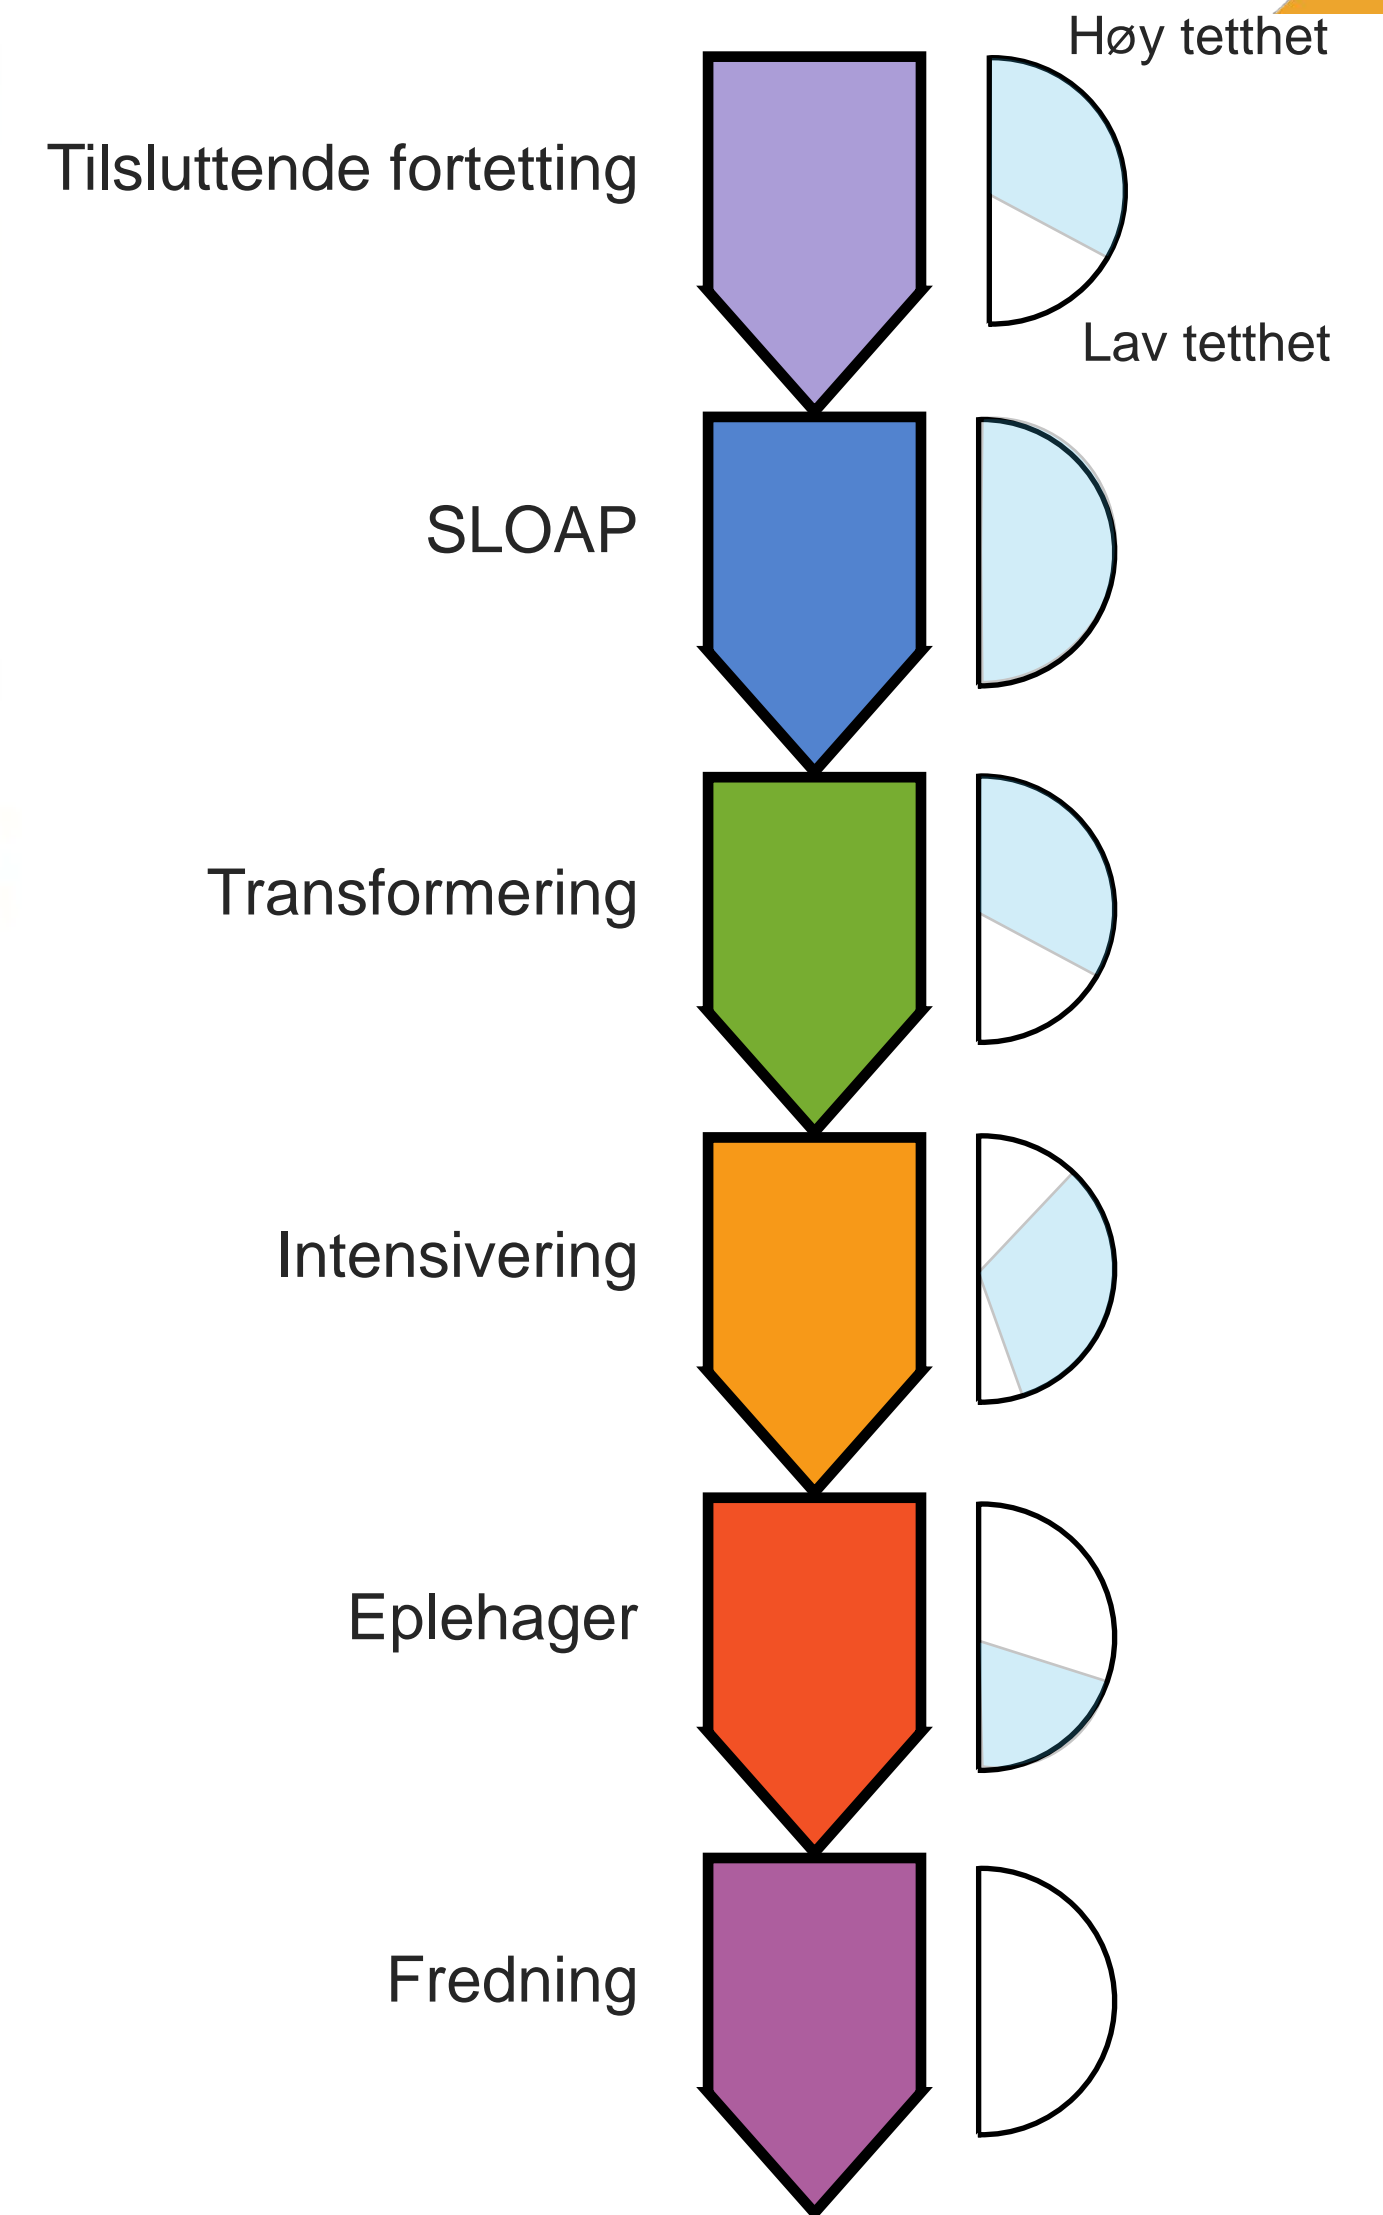 Høy tetthet
Tilsluttende fortetting
Lav tetthet
SLOAP
Transformering
Intensivering
Eplehager
Fredning